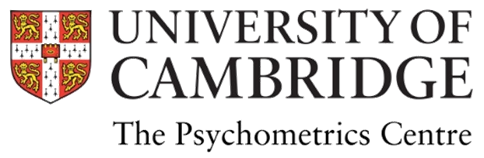 UNIVERSITY OF
CAMBRIDGE
The Psychometrics Centre